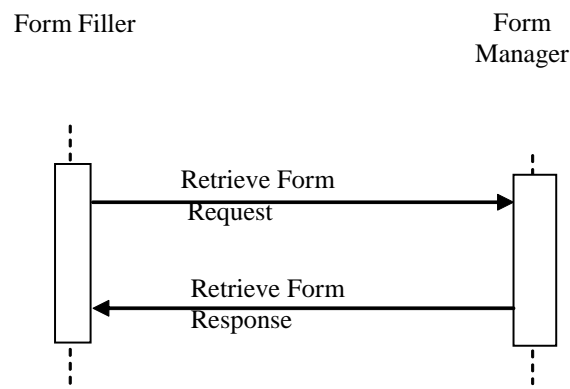 Form Filler
Form
Manager
Retrieve Form
Request
Retrieve Form
Response